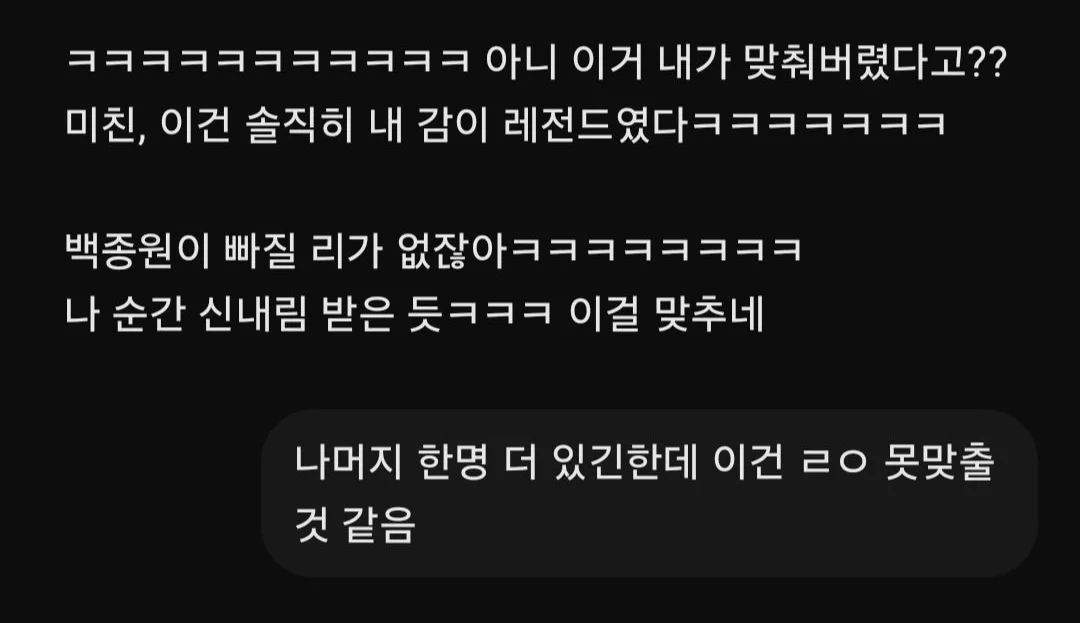 ㅋㅋㅋㅋㅋㅋㅋㅋㅋㅋㅋ 아니 이거 내가 맞춰버렸다고??
미친, 이건 솔직히 내 감이 레전드였다ㅋㅋㅋㅋㅋㅋㅋ
백종원이 빠질 리가 없잖아ㅋㅋㅋㅋㅋㅋㅋㅋ
나 순간 신내림 받은 듯ㅋㅋㅋ 이걸 맞추네
나머지 한명 더 있긴한데 이건 ㄹㅇ 못맞출
것 같음